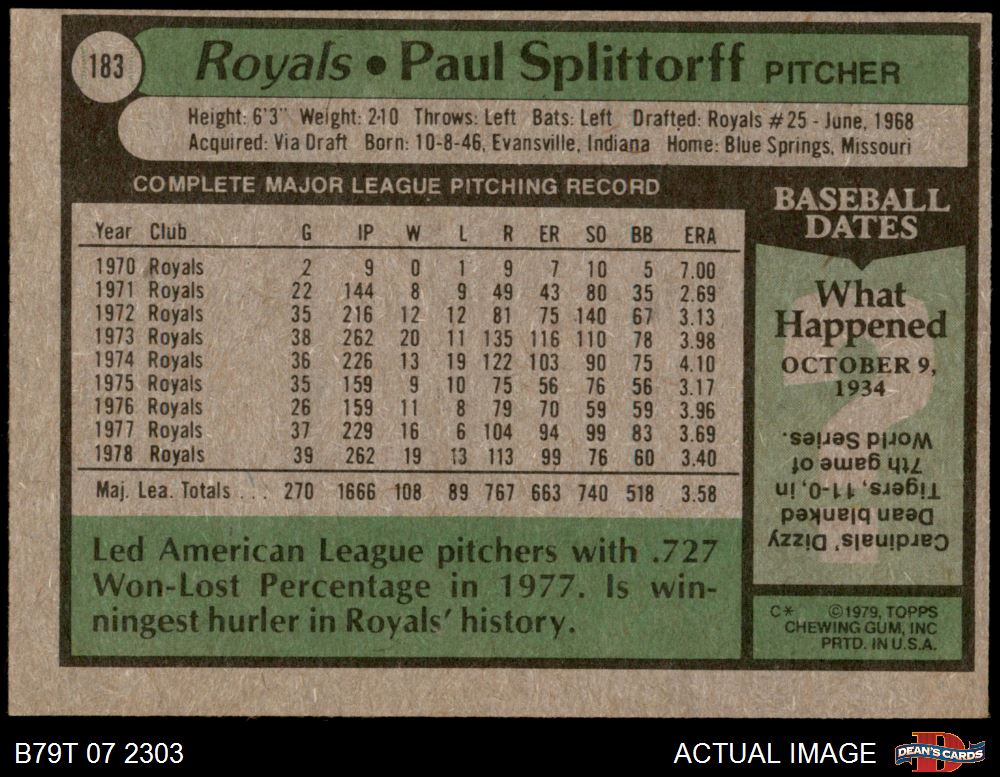 183
Royals • Paul Splittorff PITCHER
Height: 6'3" Weight: 210 Throws: Left Bats: Left Drafted: Royals #25 - June, 1968
Acquired: Via Draft Born: 10-8-46, Evansville, Indiana Home: Blue Springs, Missouri
COMPLETE MAJOR LEAGUE PITCHING RECORD
Year Club G IP W L R ER SO BB ERA
1970 Royals 2 9 0 1 9 7 10 5 7.00
1971 Royals 22 144 8 9 49 43 80 35 2.69
1972 Royals 35 216 12 12 81 75 140 67 3.13
1973 Royals 38 262 20 11 135 116 110 78 3.98
1974 Royals 36 226 13 19 122 103 90 75 4.10
1975 Royals 35 159 9 10 75 56 76 56 3.17
1976 Royals 26 159 11 8 79 70 59 59 3.96
1977 Royals 37 229 16 6 104 94 99 83 3.69
1978 Royals 39 262 19 13 113 99 76 60 3.40
Maj. Lea. Totals . . . 270 1666 108 89 767 663 740 518 3.58
Led American League pitchers with .727
Won-Lost Percentage in 1977. Is win-
ningest hurler in Royals' history.
BASEBALL
DATES
What
Happened
OCTOBER 9,
1934
Cardinals' Dizzy
Dean blanked
Tigers, 11-0, in
7th game of
World Series.
C* ©1979, TOPPS
CHEWING GUM, INC
PRTD. IN U.S.A.
B79T 07 2303
ACTUAL IMAGE
D
DEAN'S CARDS